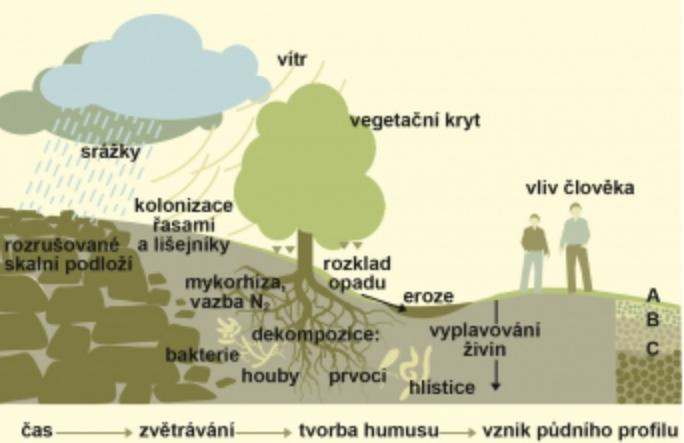 vítr
vegetační kryt
srážky
vliv člověka
kolonizace
řasami
a lišejníky
rozrušované
skalní podloží
rozklad
opadu
mykorhiza,
vazba N₂
eroze
A
B
C
dekompozice:
vyplavování
živin
bakterie
houby
prvoci
hlístice
čas
zvětrávání
tvorba humusu
vznik půdního profilu